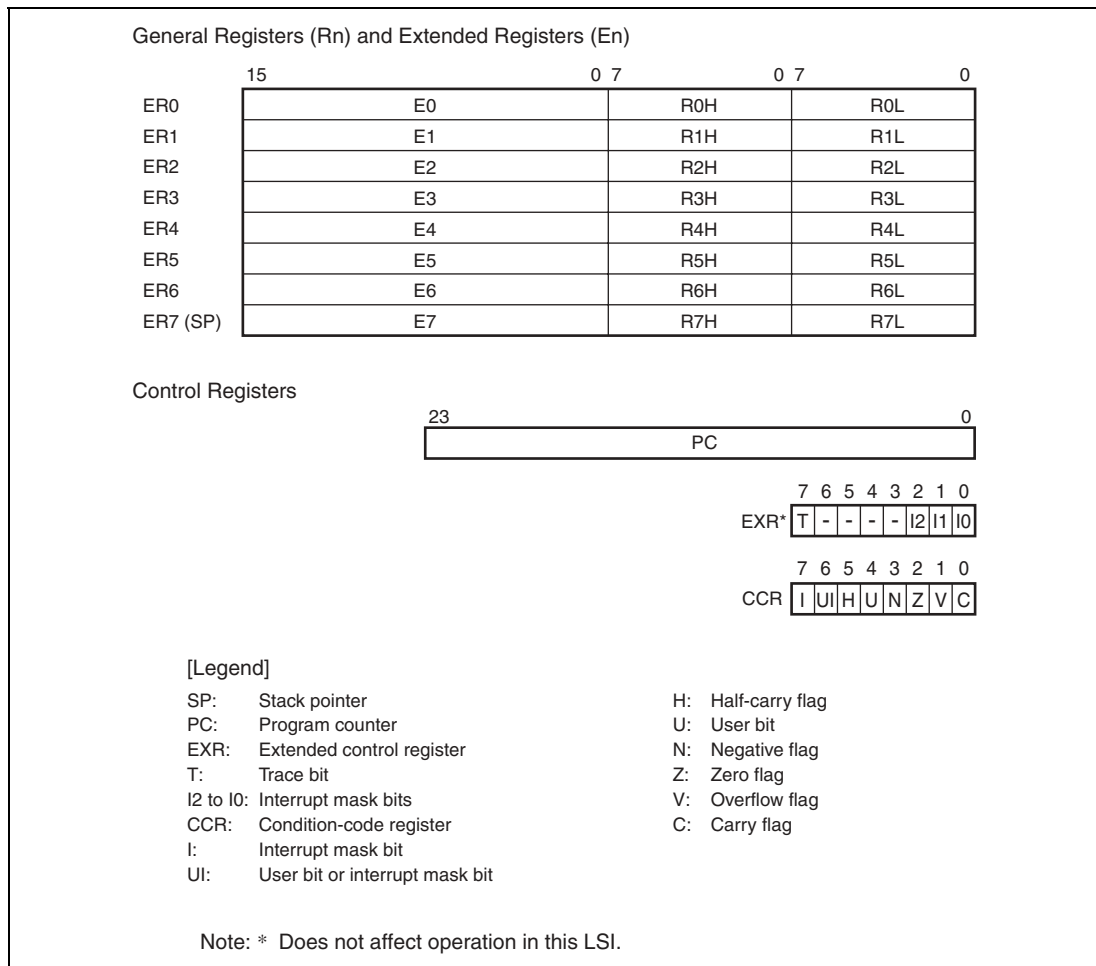 General Registers (Rn) and Extended Registers (En)
15 0 7 0 7 0
ER0 E0 R0H R0L
ER1 E1 R1H R1L
ER2 E2 R2H R2L
ER3 E3 R3H R3L
ER4 E4 R4H R4L
ER5 E5 R5H R5L
ER6 E6 R6H R6L
ER7 (SP) E7 R7H R7L
Control Registers
23 0
PC
7 6 5 4 3 2 1 0
EXR* T - - - - I2 I1 I0
7 6 5 4 3 2 1 0
CCR I UI H U N Z V C
[Legend]
SP: Stack pointer
PC: Program counter
EXR: Extended control register
T: Trace bit
I2 to I0: Interrupt mask bits
CCR: Condition-code register
I: Interrupt mask bit
UI: User bit or interrupt mask bit
H: Half-carry flag
U: User bit
N: Negative flag
Z: Zero flag
V: Overflow flag
C: Carry flag
Note: * Does not affect operation in this LSI.